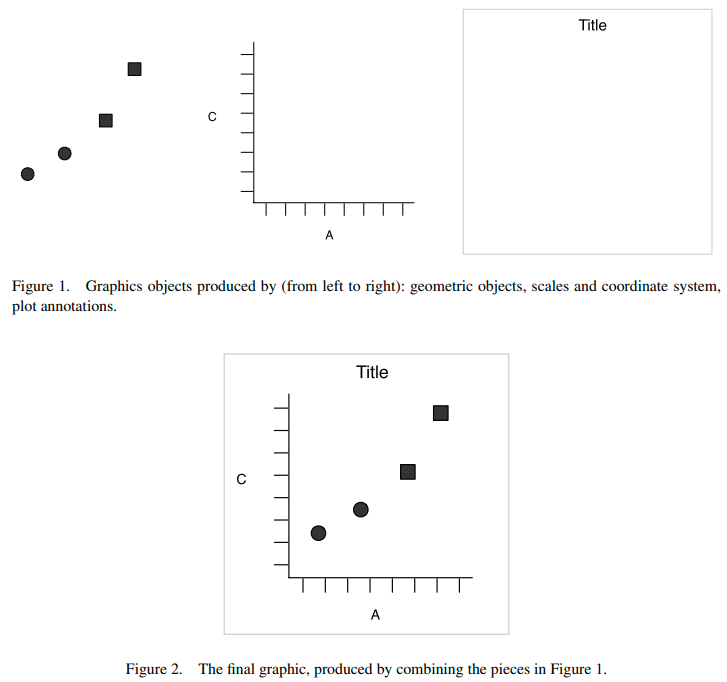 Title
C
A
Figure 1. Graphics objects produced by (from left to right): geometric objects, scales and coordinate system,
plot annotations.
Title
C
A
Figure 2. The final graphic, produced by combining the pieces in Figure 1.